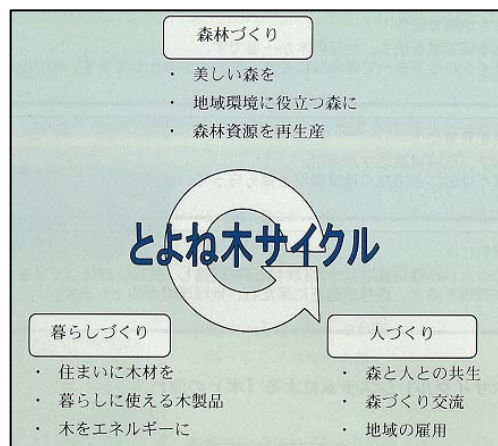 森林づくり
・ 美しい森を
・ 地域環境に役立つ森に
・ 森林資源を再生産
とよね木サイクル
暮らしづくり
・ 住まいに木材を
・ 暮らしに使える木製品
・ 木をエネルギーに
人づくり
・ 森と人との共生
・ 森づくり交流
・ 地域の雇用